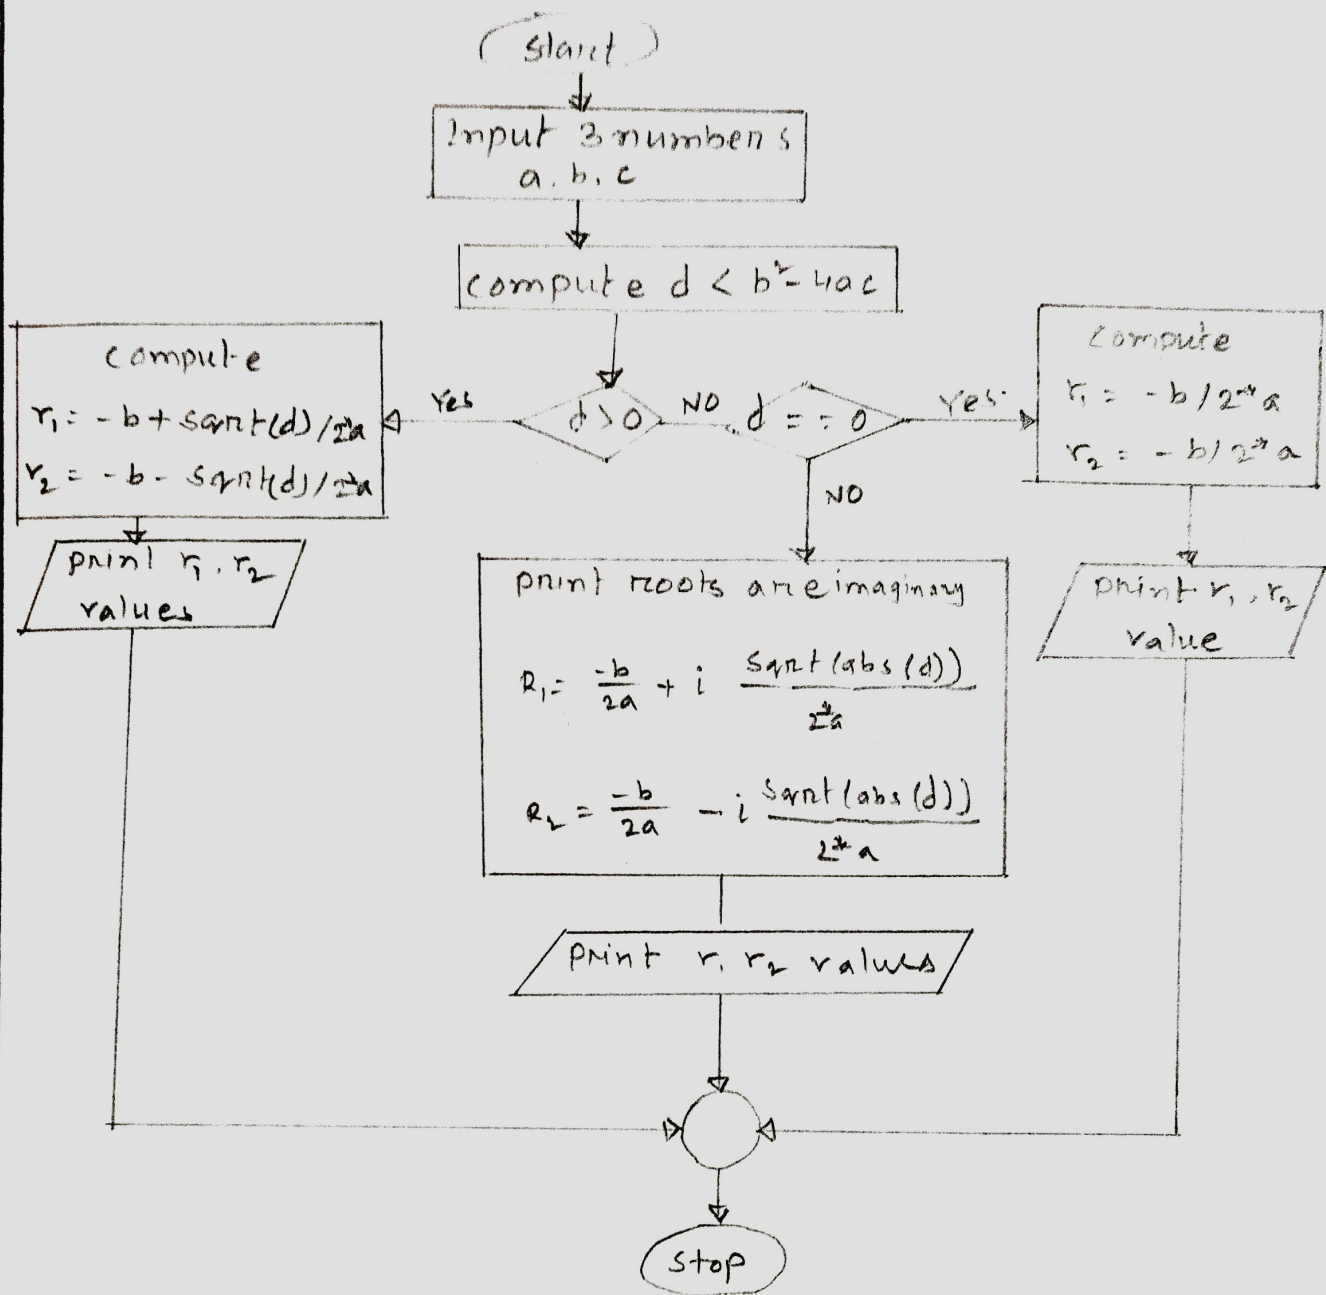 start
Input 3 numbers
a, b, c
compute d < b² - 4ac
compute
r₁ = -b + sqrt(d) / 2*a
r₂ = -b - sqrt(d) / 2*a
Yes
d > 0
NO
d == 0
Yes
compute
r₁ = -b / 2*a
r₂ = -b / 2*a
NO
print r₁, r₂
values
print roots are imaginary
R₁ = -b/2a + i sqrt(abs(d))/2*a
R₂ = -b/2a - i sqrt(abs(d))/2*a
print r₁, r₂
value
print r, r₂ values
stop